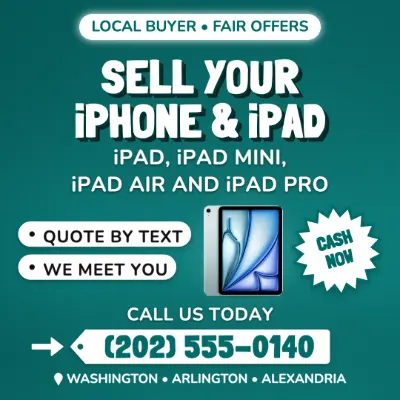 LOCAL BUYER • FAIR OFFERS
SELL YOUR
iPHONE & iPAD
iPAD, iPAD MINI,
iPAD AIR AND iPAD PRO
• QUOTE BY TEXT
• WE MEET YOU
CASH
NOW
CALL US TODAY
(202) 555-0140
WASHINGTON • ARLINGTON • ALEXANDRIA